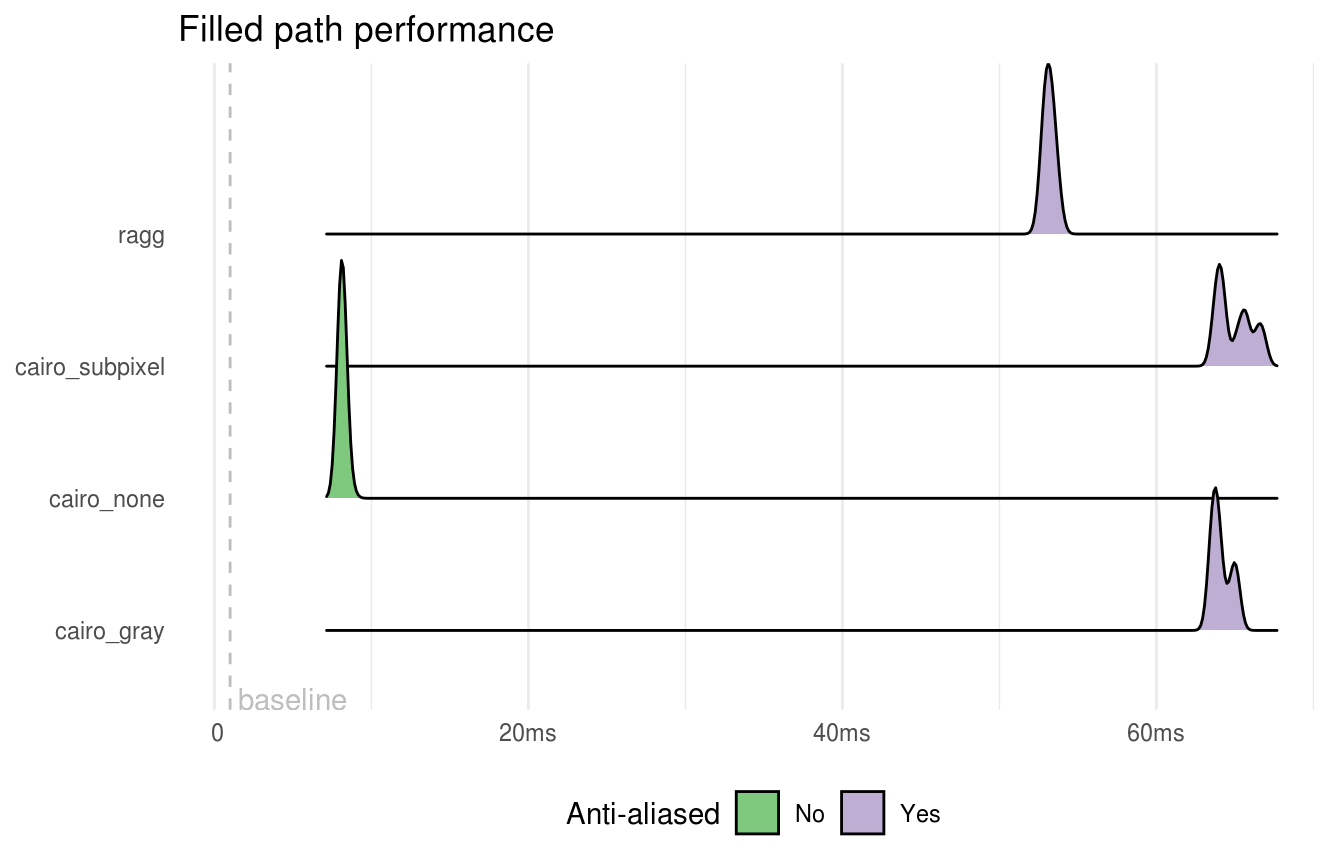 Filled path performance
ragg
cairo_subpixel
cairo_none
cairo_gray
baseline
0 20ms 40ms 60ms
Anti-aliased No Yes